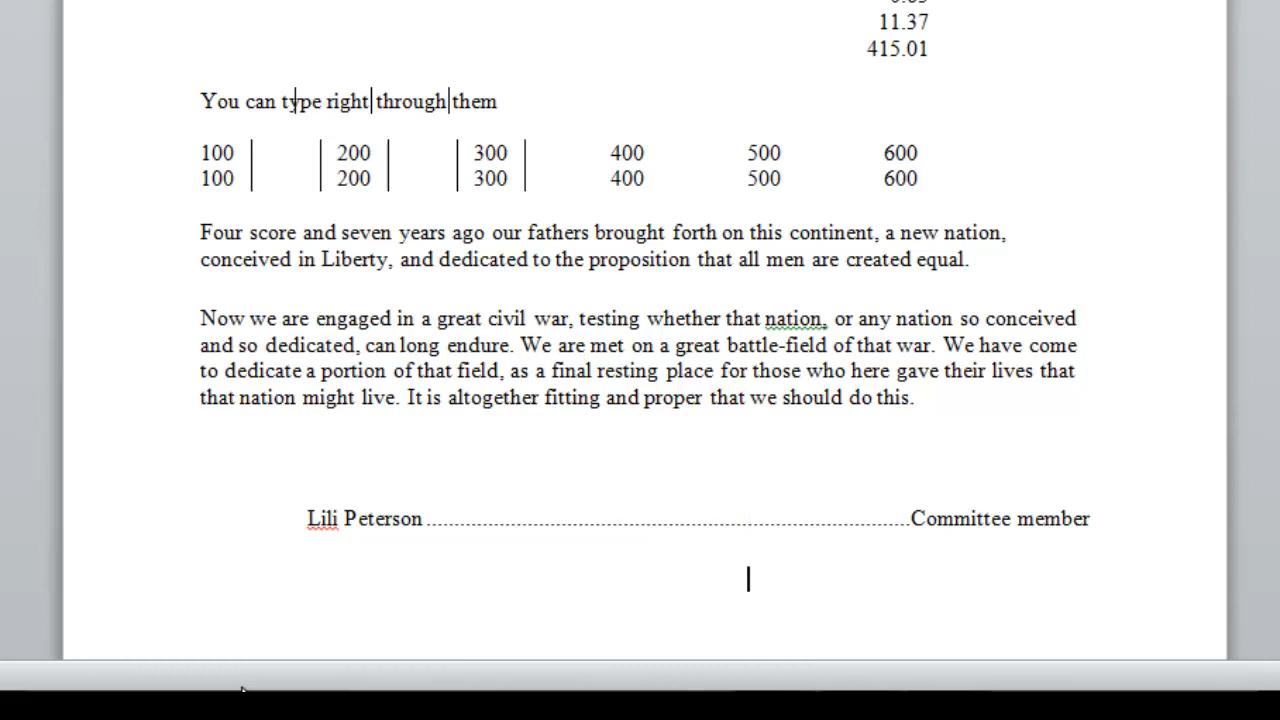 11.37
415.01
You can type right through them
100 200 300 400 500 600
100 200 300 400 500 600
Four score and seven years ago our fathers brought forth on this continent, a new nation,
conceived in Liberty, and dedicated to the proposition that all men are created equal.
Now we are engaged in a great civil war, testing whether that nation, or any nation so conceived
and so dedicated, can long endure. We are met on a great battle-field of that war. We have come
to dedicate a portion of that field, as a final resting place for those who here gave their lives that
that nation might live. It is altogether fitting and proper that we should do this.
Lili Peterson ......................................................................................Committee member